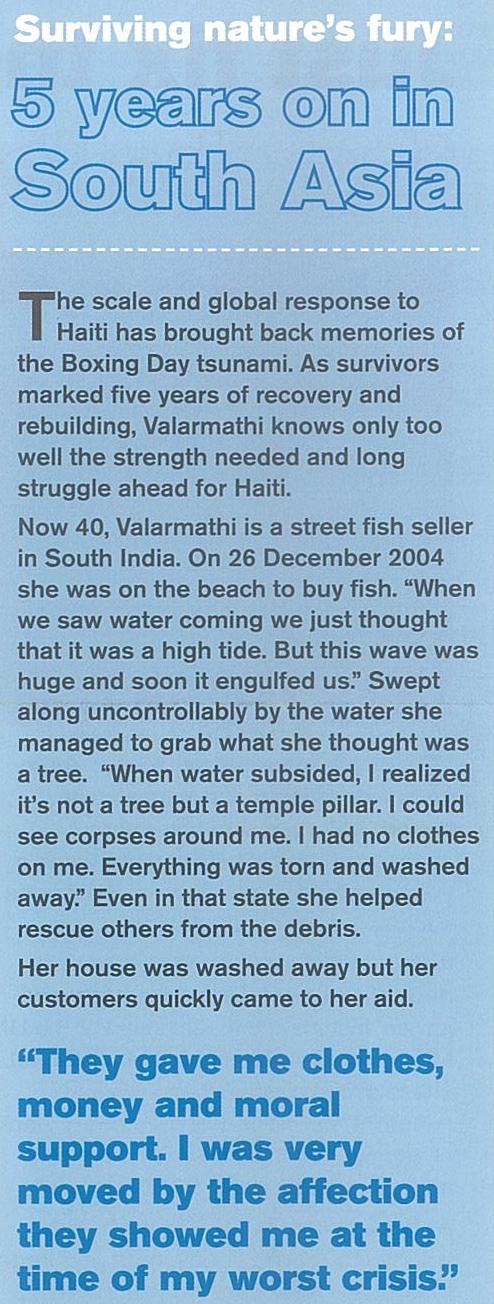 Surviving nature's fury:
5 years on in
South Asia
The scale and global response to
Haiti has brought back memories of
the Boxing Day tsunami. As survivors
marked five years of recovery and
rebuilding, Valarmathi knows only too
well the strength needed and long
struggle ahead for Haiti.
Now 40, Valarmathi is a street fish seller
in South India. On 26 December 2004
she was on the beach to buy fish. “When
we saw water coming we just thought
that it was a high tide. But this wave was
huge and soon it engulfed us.” Swept
along uncontrollably by the water she
managed to grab what she thought was
a tree.  “When water subsided, I realized
it’s not a tree but a temple pillar. I could
see corpses around me. I had no clothes
on me. Everything was torn and washed
away.” Even in that state she helped
rescue others from the debris.
Her house was washed away but her
customers quickly came to her aid.
“They gave me clothes,
money and moral
support. I was very
moved by the affection
they showed me at the
time of my worst crisis.”